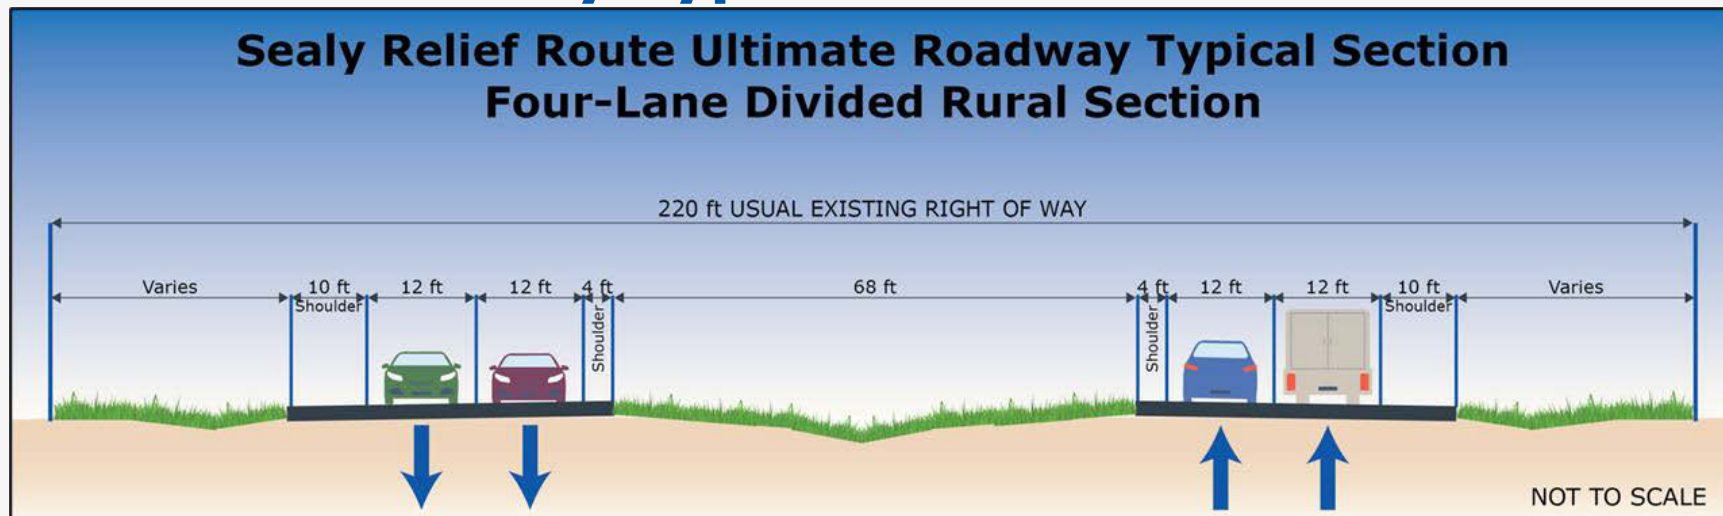 Sealy Relief Route Ultimate Roadway Typical Section
Four-Lane Divided Rural Section
220 ft USUAL EXISTING RIGHT OF WAY
Varies 10 ft 12 ft 12 ft 4 ft 68 ft 4 ft 12 ft 12 ft 10 ft Varies
Shoulder Shoulder Shoulder Shoulder
NOT TO SCALE